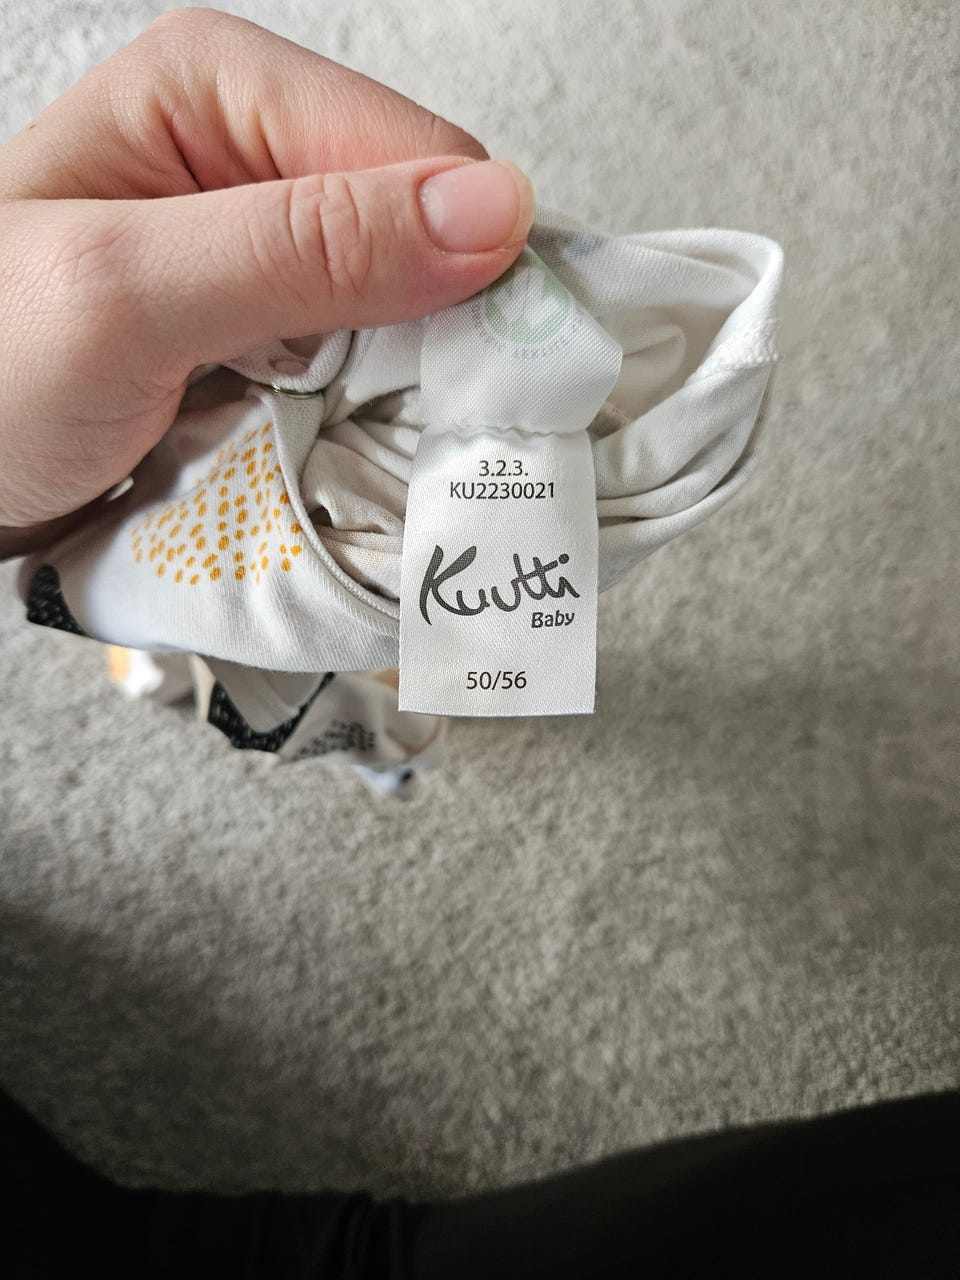 3.2.3.
KU2230021
Kuutti
Baby
50/56